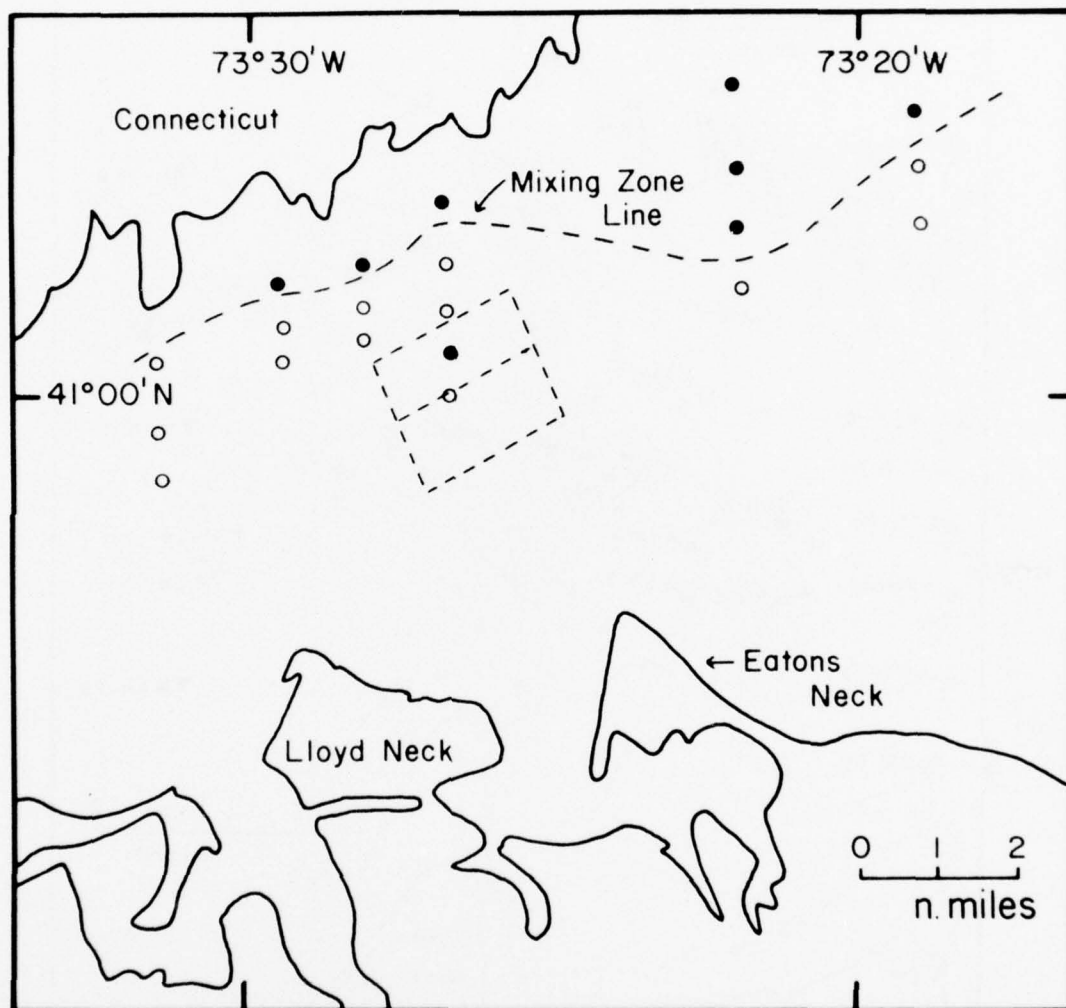 73°30'W
73°20'W
Connecticut
Mixing Zone
Line
41°00'N
Eatons
Neck
Lloyd Neck
0 1 2
n. miles